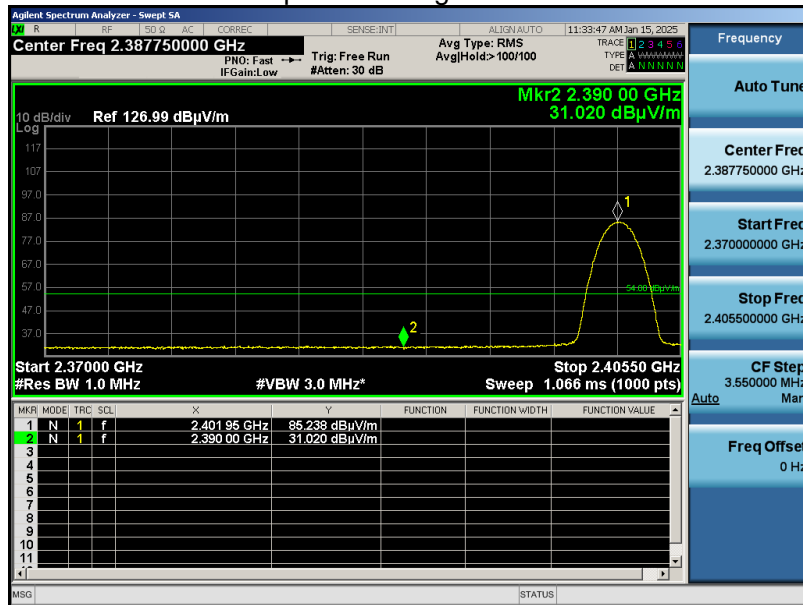 Agilent Spectrum Analyzer - Swept SA
LXI R RF 50 Ω AC CORREC SENSE:INT ALIGN AUTO 11:33:47 AM Jan 15, 2025
Center Freq 2.387750000 GHz
PNO: Fast
IFGain:Low
Trig: Free Run
#Atten: 30 dB
Avg Type: RMS
Avg|Hold:>100/100
TRACE 1 2 3 4 5 6
TYPE A WWWWW
DET A N N N N N
Mkr2 2.390 00 GHz
31.020 dBµV/m
10 dB/div Ref 126.99 dBµV/m
Log
117
107
97.0
87.0
77.0
67.0
57.0
47.0
37.0
1
2
54.00 dBµV/m
Start 2.37000 GHz Stop 2.40550 GHz
#Res BW 1.0 MHz #VBW 3.0 MHz* Sweep 1.066 ms (1000 pts)
MKR MODE TRC SCL X Y FUNCTION FUNCTION WIDTH FUNCTION VALUE
1 N 1 f 2.401 95 GHz 85.238 dBµV/m
2 N 1 f 2.390 00 GHz 31.020 dBµV/m
3
4
5
6
7
8
9
10
11
MSG STATUS
Frequency
Auto Tune
Center Freq
2.387750000 GHz
Start Freq
2.370000000 GHz
Stop Freq
2.405500000 GHz
CF Step
3.550000 MHz
Auto Man
Freq Offset
0 Hz